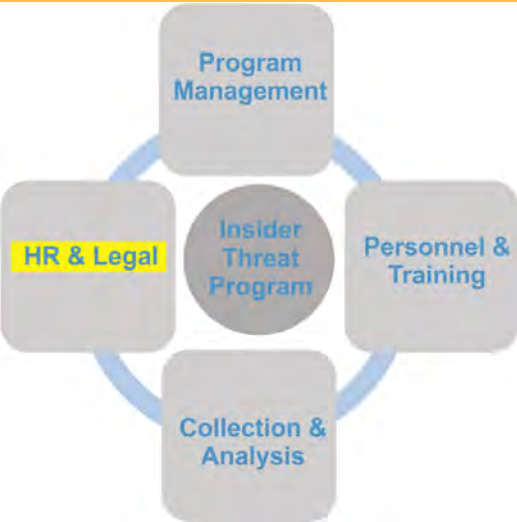 Program
Management
HR & Legal
Insider
Threat
Program
Personnel &
Training
Collection &
Analysis